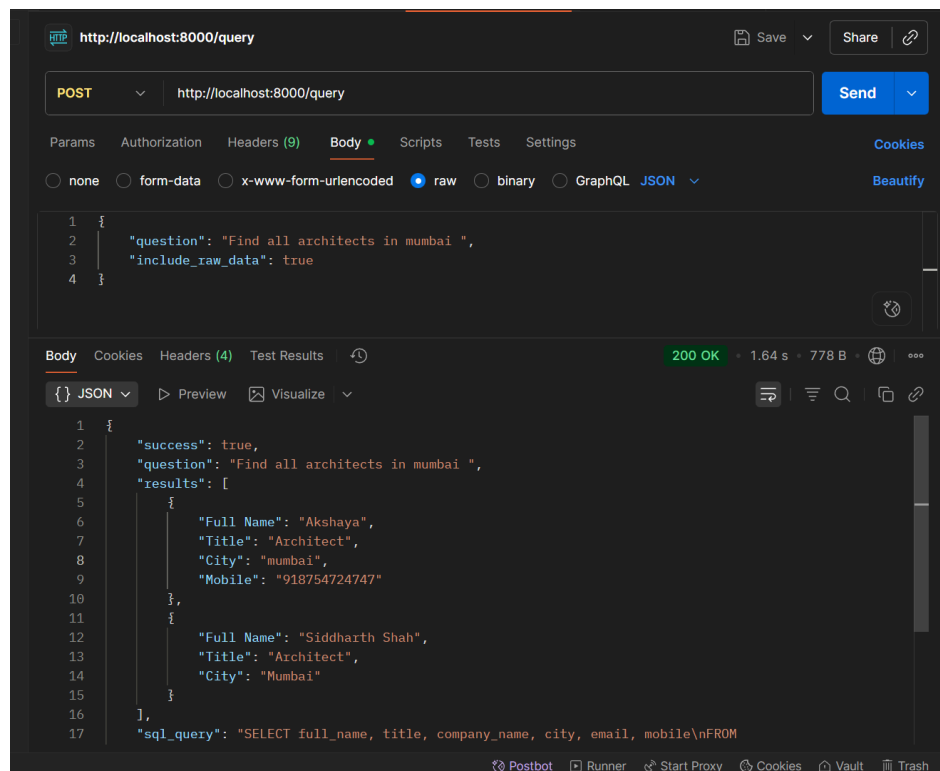 HTTP http://localhost:8000/query Save Share
POST http://localhost:8000/query Send
Params Authorization Headers (9) Body Scripts Tests Settings Cookies
none form-data x-www-form-urlencoded raw binary GraphQL JSON Beautify
1 {
2 "question": "Find all architects in mumbai ",
3 "include_raw_data": true
4 }
Body Cookies Headers (4) Test Results 200 OK • 1.64 s • 778 B •
{} JSON Preview Visualize
1 {
2 "success": true,
3 "question": "Find all architects in mumbai ",
4 "results": [
5 {
6 "Full Name": "Akshaya",
7 "Title": "Architect",
8 "City": "mumbai",
9 "Mobile": "918754724747"
10 },
11 {
12 "Full Name": "Siddharth Shah",
13 "Title": "Architect",
14 "City": "Mumbai"
15 }
16 ],
17 "sql_query": "SELECT full_name, title, company_name, city, email, mobile\nFROM
Postbot Runner Start Proxy Cookies Vault Trash